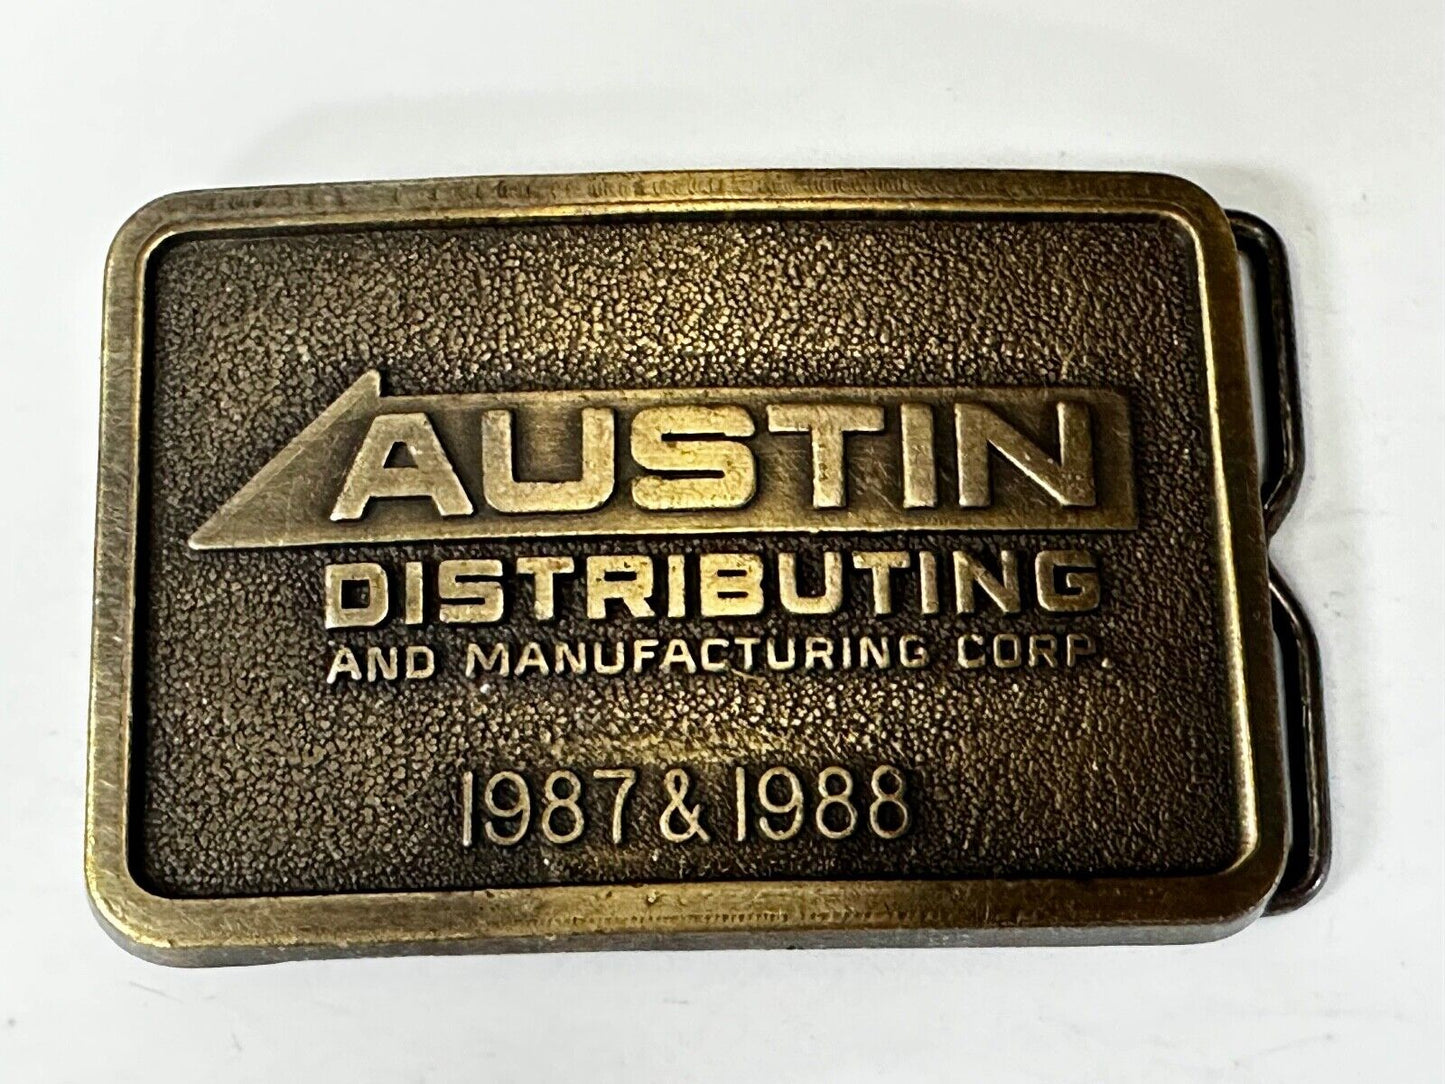 AUSTIN
DISTRIBUTING
AND MANUFACTURING CORP.
1987 & 1988